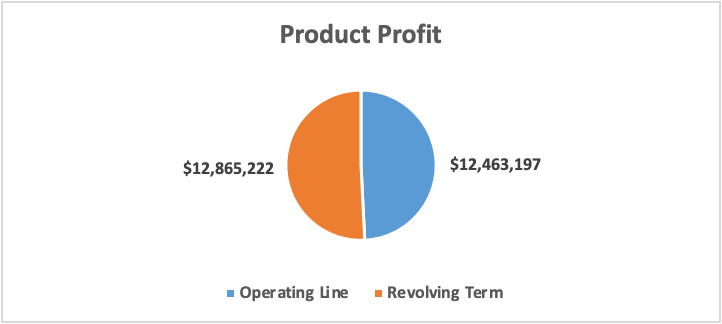 Product Profit
$12,865,222
$12,463,197
Operating Line
Revolving Term